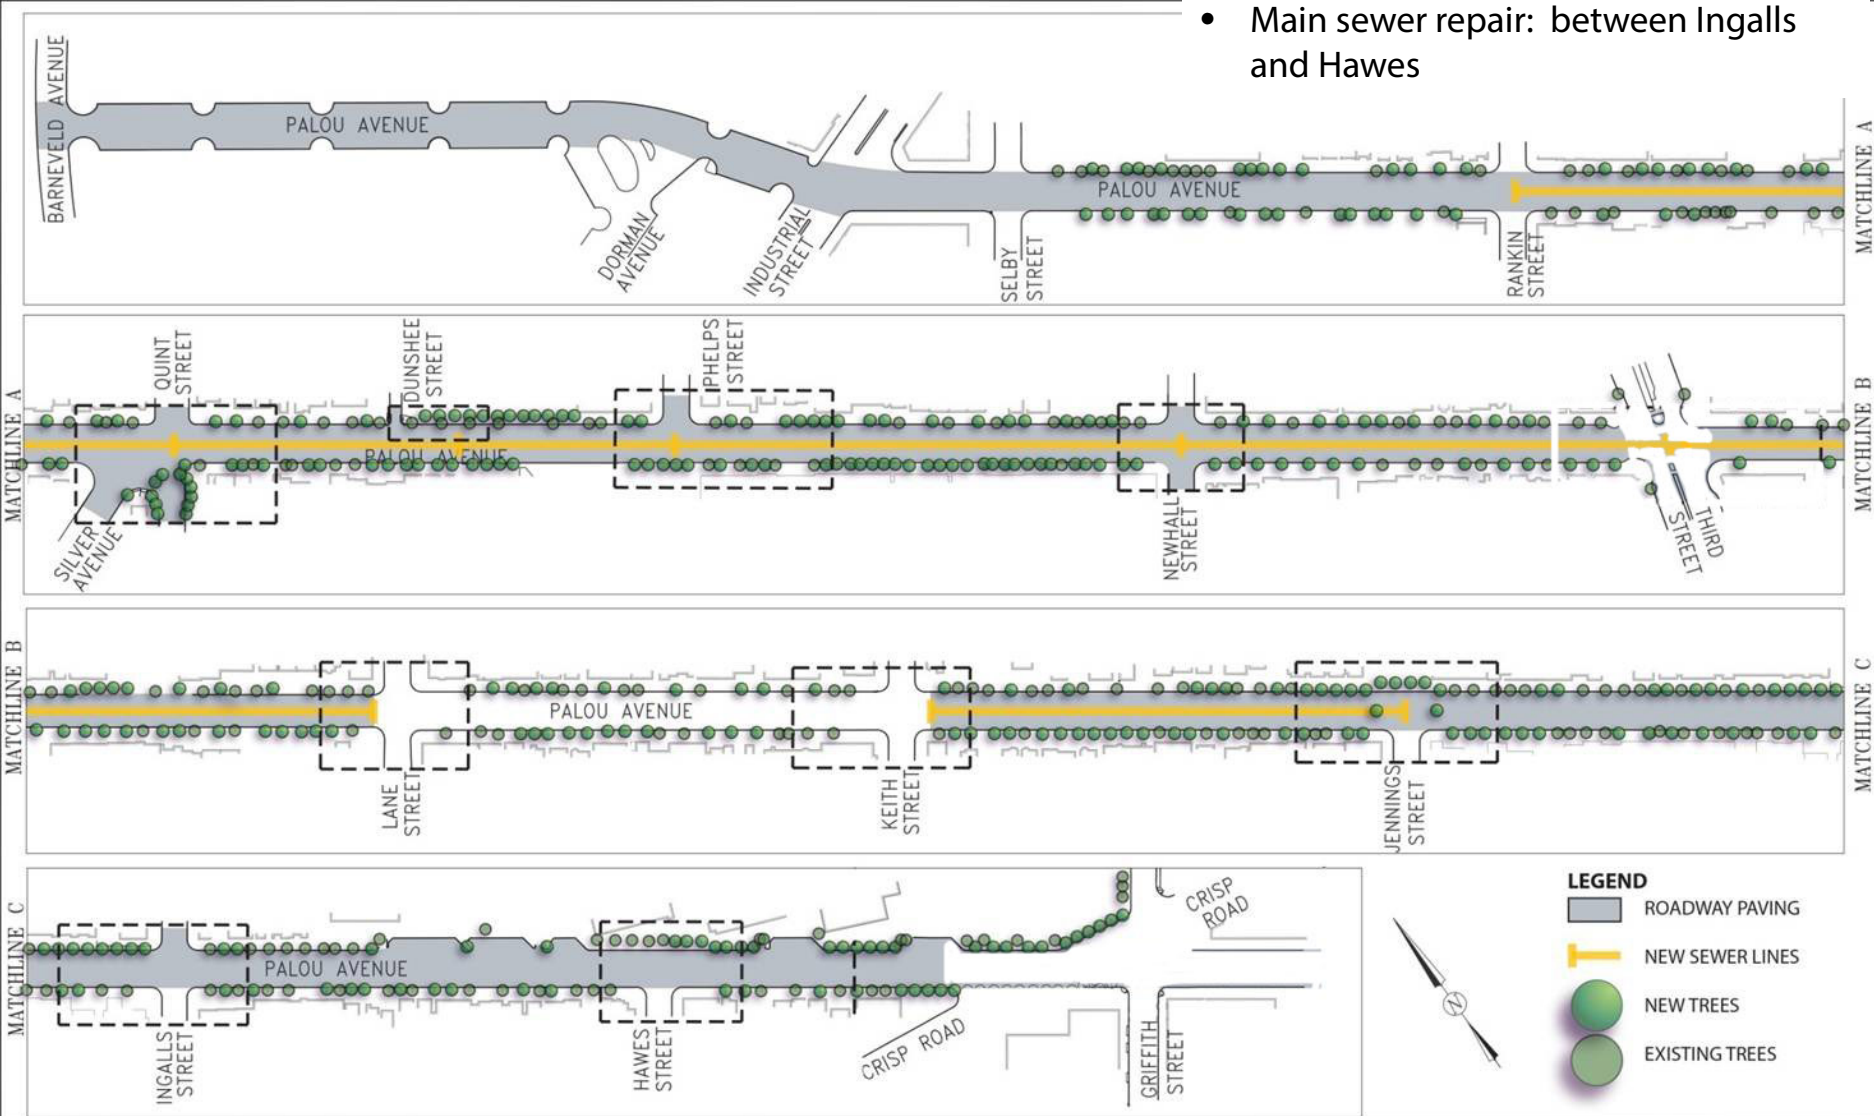 • Main sewer repair: between Ingalls
and Hawes
BARNEVELD AVENUE
PALOU AVENUE
DORMAN
AVENUE
INDUSTRIAL
STREET
SELBY
STREET
PALOU AVENUE
RANKIN
STREET
MATCHLINE A
MATCHLINE A
QUINT
STREET
SILVER
AVENUE
DUNSHEE
STREET
PALOU AVENUE
PHELPS
STREET
NEWHALL
STREET
THIRD
STREET
MATCHLINE B
MATCHLINE B
LANE
STREET
PALOU AVENUE
KEITH
STREET
JENNINGS
STREET
MATCHLINE C
MATCHLINE C
INGALLS
STREET
PALOU AVENUE
HAWES
STREET
CRISP ROAD
GRIFFITH
STREET
CRISP
ROAD
N
LEGEND
ROADWAY PAVING
NEW SEWER LINES
NEW TREES
EXISTING TREES